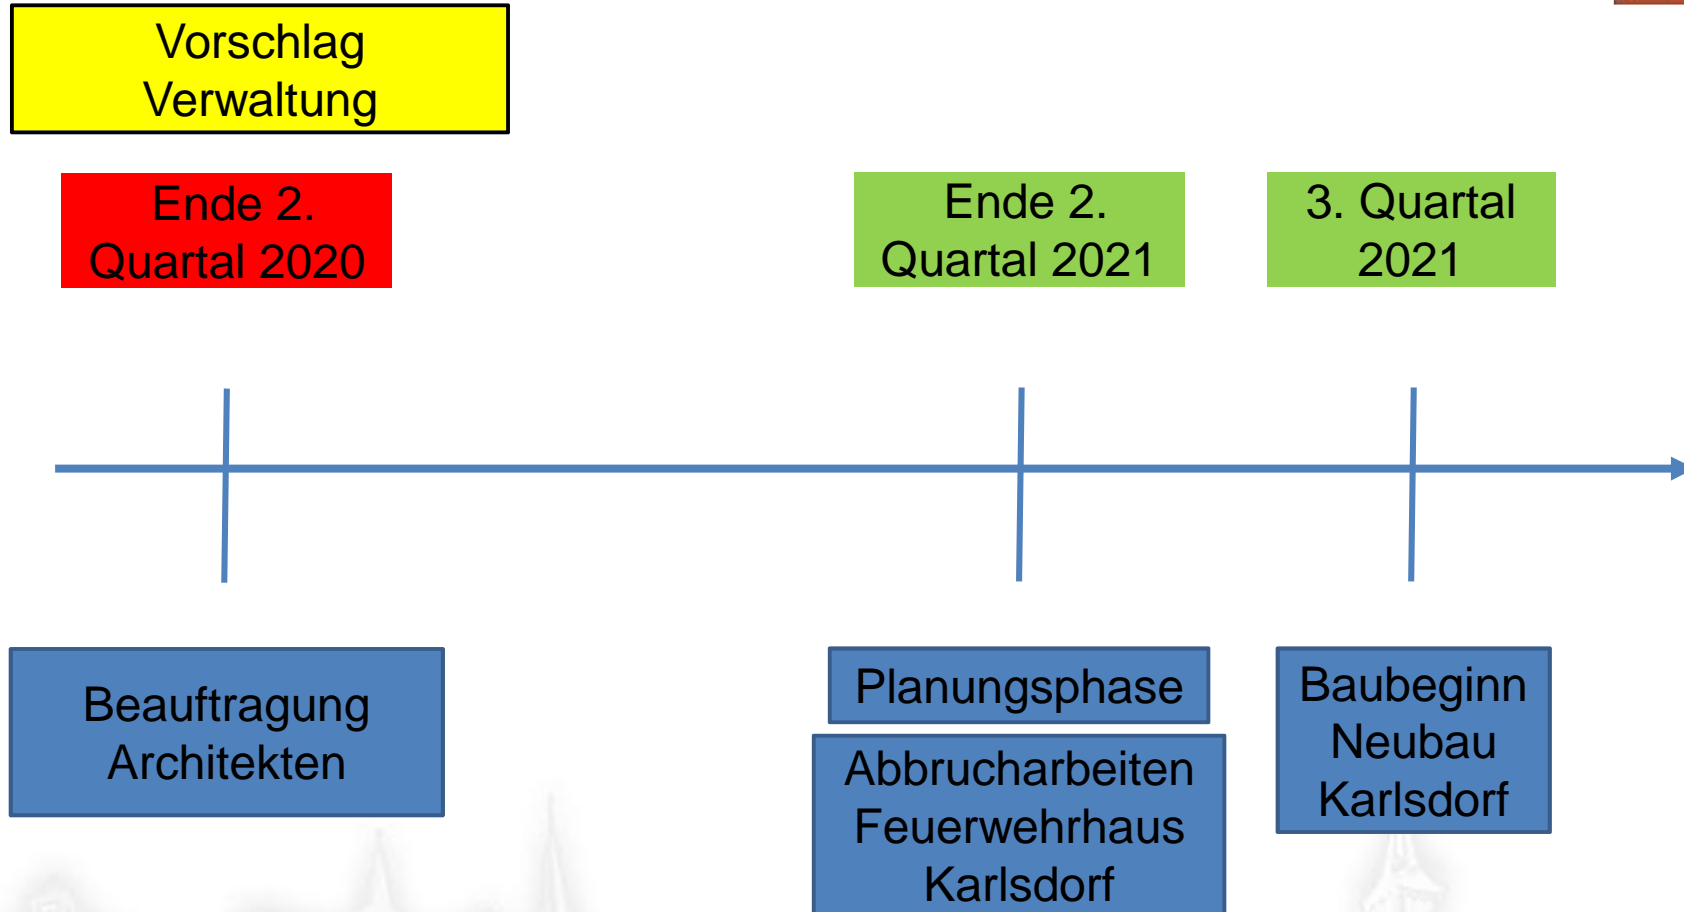 Vorschlag
Verwaltung
Ende 2.
Quartal 2020
Ende 2.
Quartal 2021
3. Quartal
2021
Beauftragung
Architekten
Planungsphase
Abbrucharbeiten
Feuerwehrhaus
Karlsdorf
Baubeginn
Neubau
Karlsdorf